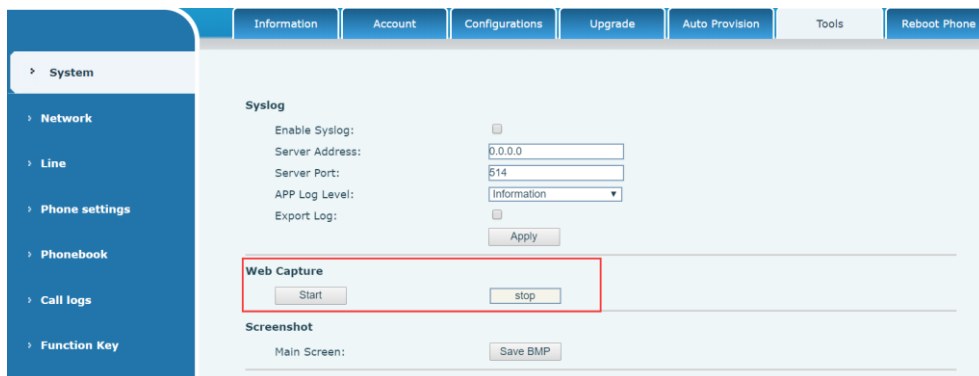 Information Account Configurations Upgrade Auto Provision Tools Reboot Phone
System
Network
Line
Phone settings
Phonebook
Call logs
Function Key
Syslog
Enable Syslog:
Server Address: 0.0.0.0
Server Port: 514
APP Log Level: Information
Export Log:
Apply
Web Capture
Start stop
Screenshot
Main Screen: Save BMP